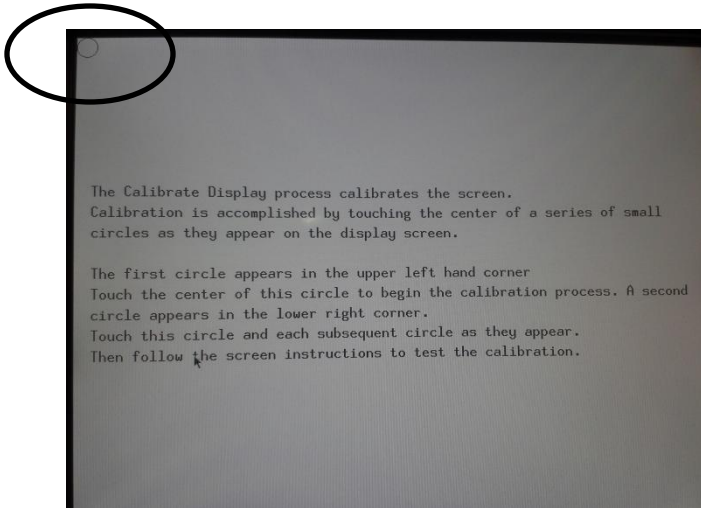 The Calibrate Display process calibrates the screen.
Calibration is accomplished by touching the center of a series of small
circles as they appear on the display screen.
The first circle appears in the upper left hand corner
Touch the center of this circle to begin the calibration process. A second
circle appears in the lower right corner.
Touch this circle and each subsequent circle as they appear.
Then follow the screen instructions to test the calibration.